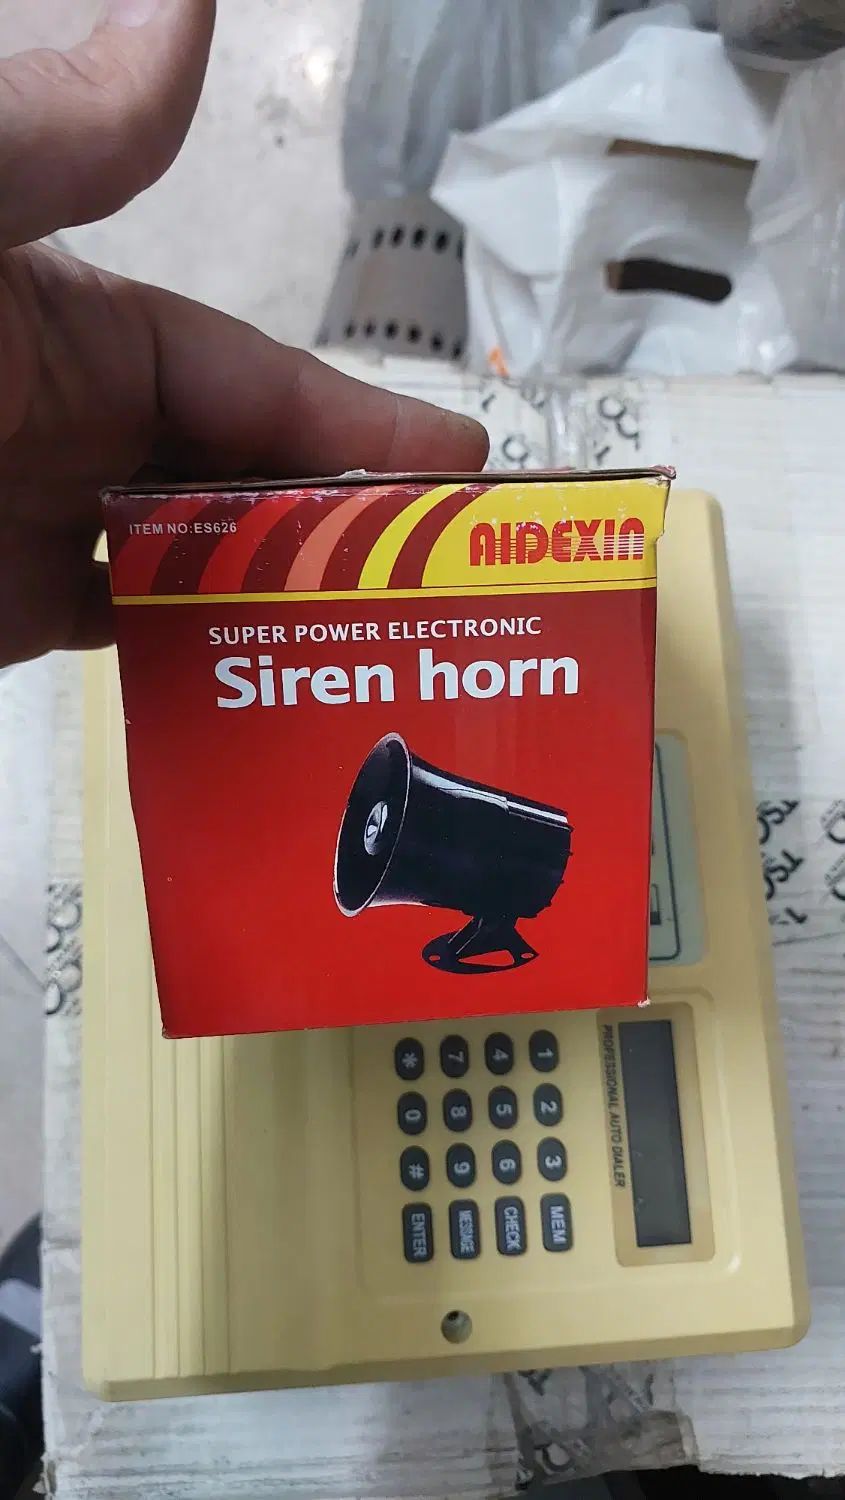 ITEM NO:ES626
AIDEXIN
SUPER POWER ELECTRONIC
Siren horn
PROFESSIONAL AUTO DIALER
1 2 3 MEM
4 5 6 CHECK
7 8 9 MESSAGE
* 0 # ENTER